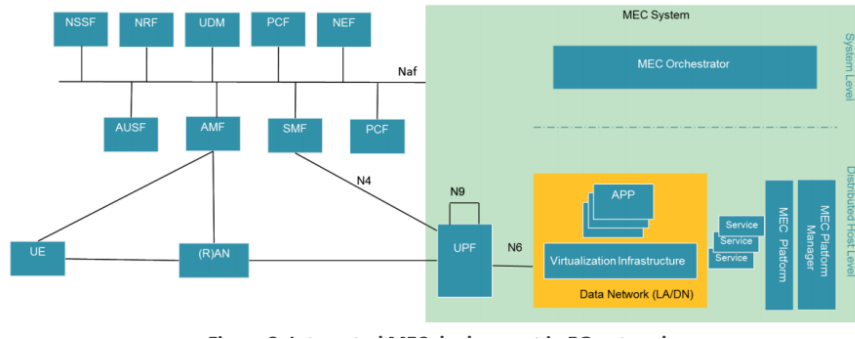 MEC System
NSSF
NRF
UDM
PCF
NEF
System Level
MEC Orchestrator
Naf
AUSF
AMF
SMF
PCF
Distributed Host Level
N4
N9
APP
MEC Platform
MEC Platform
Manager
Service
Service
Service
UE
(R)AN
UPF
N6
Virtualization Infrastructure
Data Network (LA/DN)